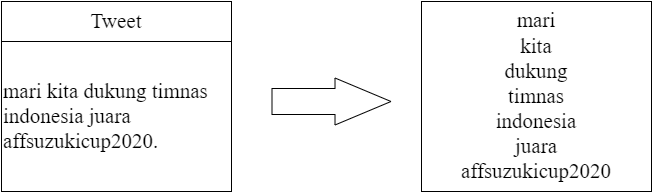 Tweet
mari kita dukung timnas
indonesia juara
affsuzukicup2020.
mari
kita
dukung
timnas
indonesia
juara
affsuzukicup2020